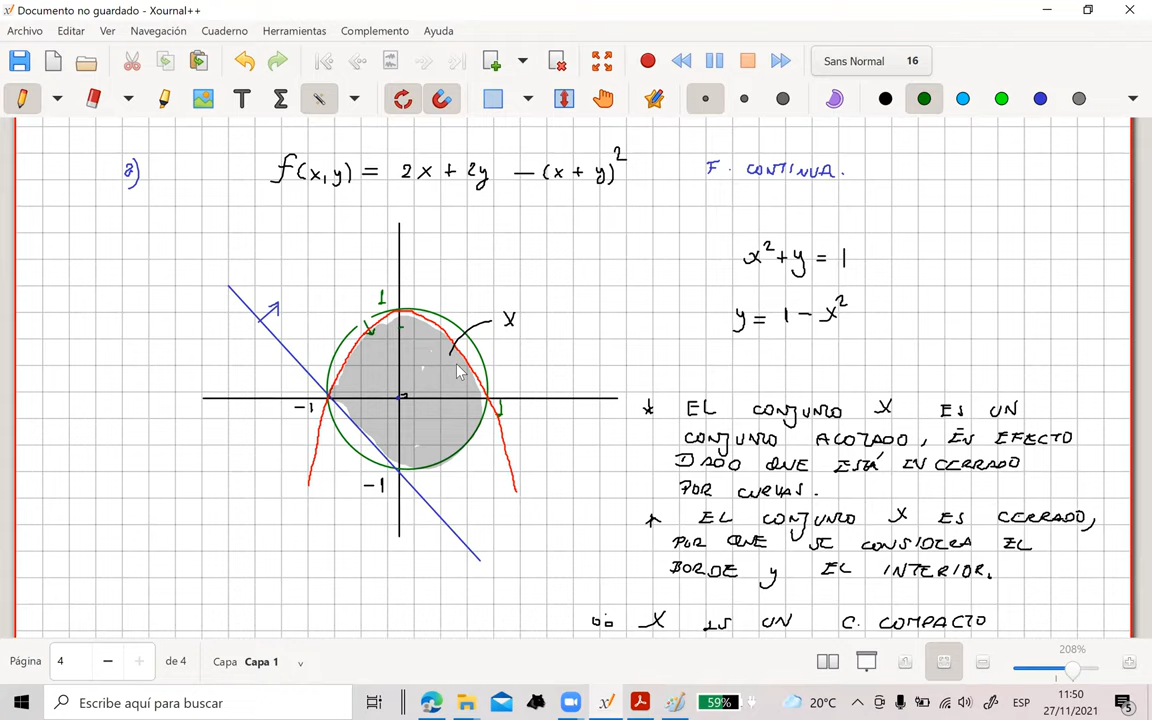 Documento no guardado - Xournal++
Archivo Editar Ver Navegación Cuaderno Herramientas Complemento Ayuda
Sans Normal 16
2) f(x,y) = 2x + 2y - (x + y)² F. CONTINUA.
x² + y = 1
y = 1 - x²
1
X
-1
-1
* EL CONJUNTO X ES UN
CONJUNTO ACOTADO, EN EFECTO
DADO QUE ESTÁ ENCERRADO
POR CURVAS.
* EL CONJUNTO X ES CERRADO,
POR QUE SE CONSIDERA EL
BORDE y EL INTERIOR.
∴ X ES UN C. COMPACTO
Página 4 de 4 Capa Capa 1 208%
Escribe aquí para buscar 59% 20°C ESP 11:50
27/11/2021 5